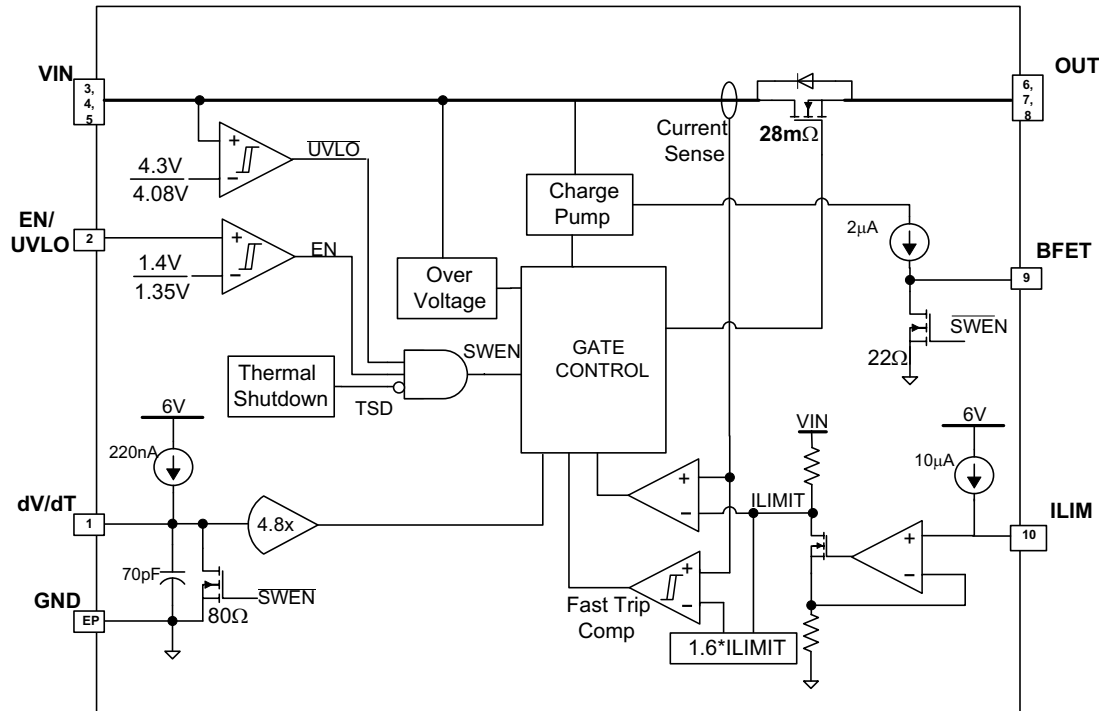 VIN
3,
4,
5
OUT
6,
7,
8
28mΩ
Current
Sense
UVLO
4.3V
4.08V
EN/
UVLO
2
EN
1.4V
1.35V
Charge
Pump
2µA
BFET
9
Over
Voltage
SWEN
22Ω
GATE
CONTROL
SWEN
Thermal
Shutdown
TSD
6V
220nA
dV/dT
1
4.8x
70pF
GND
EP
80Ω
SWEN
VIN
6V
10µA
ILIMIT
ILIM
10
+
−
+
−
+
−
+
−
+
−
Fast Trip
Comp
1.6*ILIMIT